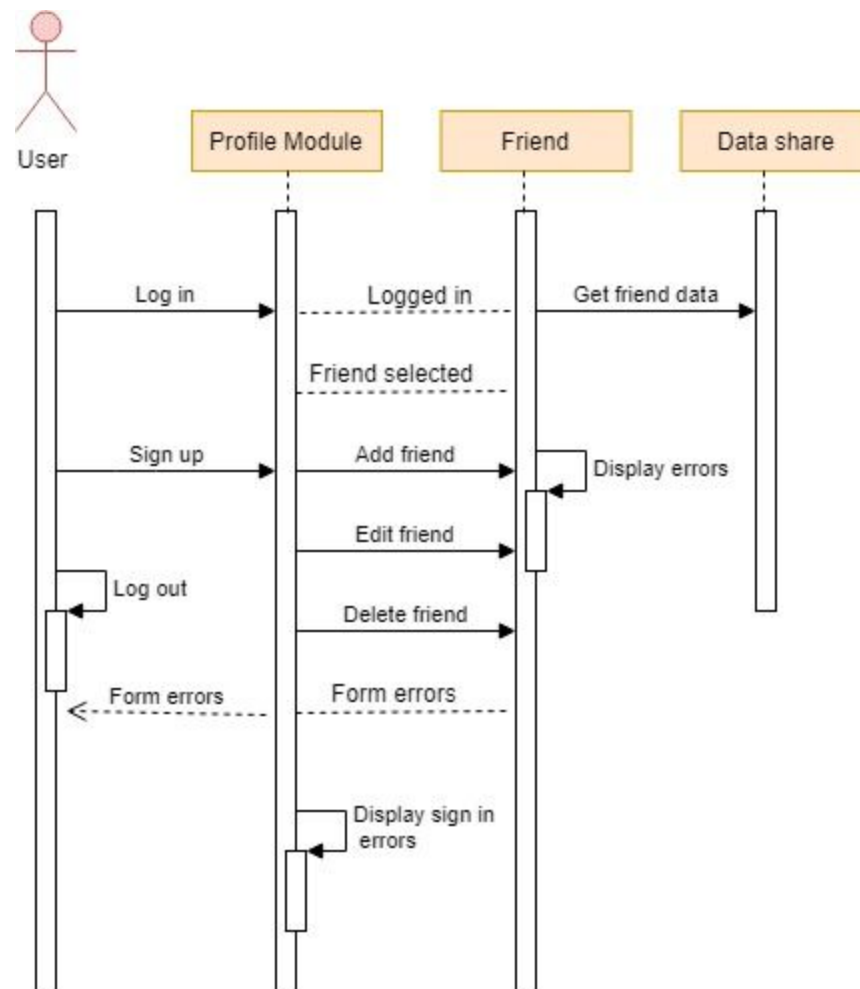 User
Profile Module
Friend
Data share
Log in
Logged in
Get friend data
Friend selected
Sign up
Add friend
Display errors
Edit friend
Log out
Delete friend
Form errors
Form errors
Display sign in
errors